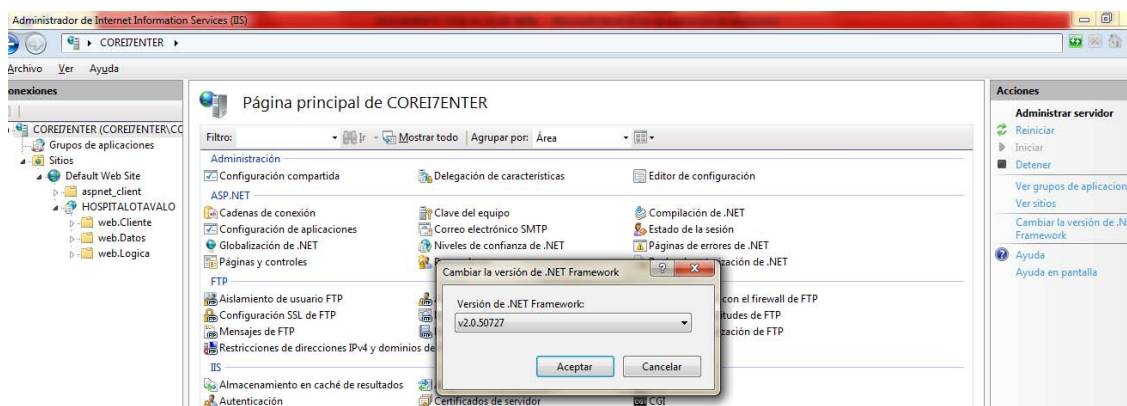 Administrador de Internet Information Services (IIS)
COREI7ENTER
Archivo Ver Ayuda
onexiones
COREI7ENTER (COREI7ENTER\CC
Grupos de aplicaciones
Sitios
Default Web Site
aspnet_client
HOSPITALOTAVALO
web.Cliente
web.Datos
web.Logica
Página principal de COREI7ENTER
Filtro: Ir Mostrar todo Agrupar por: Área
Administración
Configuración compartida Delegación de características Editor de configuración
ASP.NET
Cadenas de conexión Clave del equipo Compilación de .NET
Configuración de aplicaciones Correo electrónico SMTP Estado de la sesión
Globalización de .NET Niveles de confianza de .NET Páginas de errores de .NET
Páginas y controles ización de .NET
FTP
Aislamiento de usuario FTP con el firewall de FTP
Configuración SSL de FTP itudes de FTP
Mensajes de FTP zación de FTP
Restricciones de direcciones IPv4 y dominios de
IIS
Almacenamiento en caché de resultados
Autenticación Certificados de servidor CGI
Cambiar la versión de .NET Framework
Versión de .NET Framework:
v2.0.50727
Aceptar Cancelar
Acciones
Administrar servidor
Reiniciar
Iniciar
Detener
Ver grupos de aplicacion
Ver sitios
Cambiar la versión de .N
Framework
Ayuda
Ayuda en pantalla